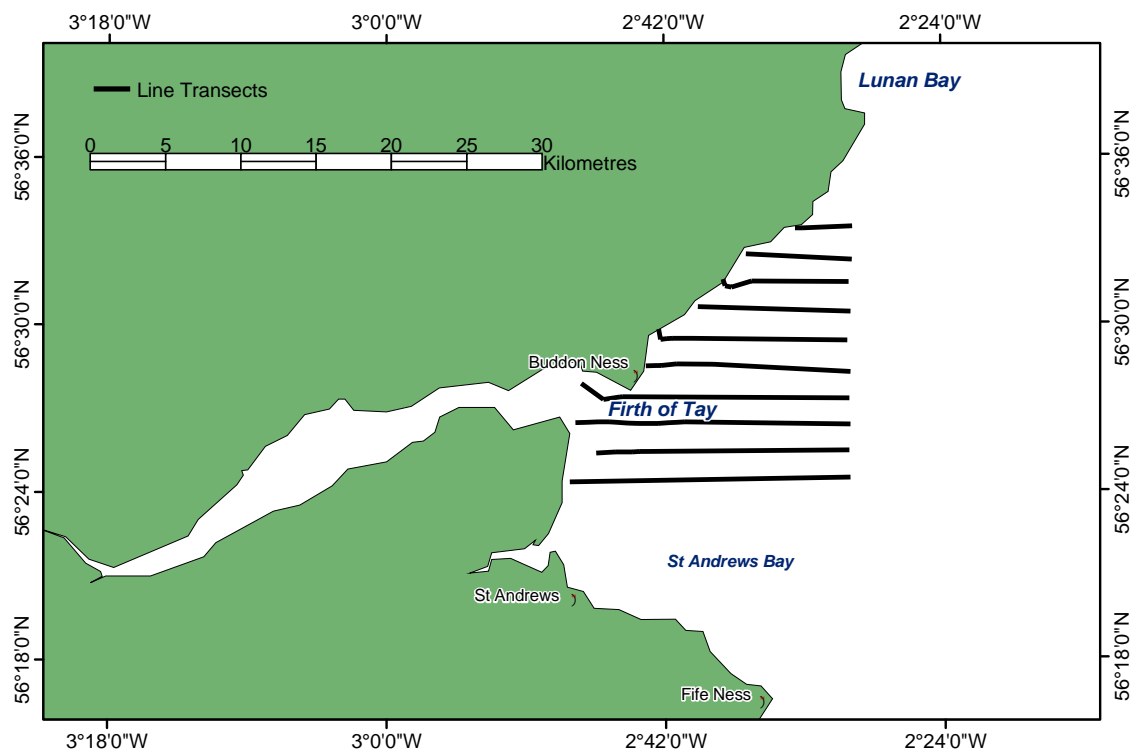 3°18'0"W 3°0'0"W 2°42'0"W 2°24'0"W
Lunan Bay
Line Transects
0 5 10 15 20 25 30
Kilometres
56°36'0"N 56°36'0"N
56°30'0"N 56°30'0"N
Buddon Ness
Firth of Tay
56°24'0"N 56°24'0"N
St Andrews Bay
St Andrews
56°18'0"N 56°18'0"N
Fife Ness
3°18'0"W 3°0'0"W 2°42'0"W 2°24'0"W